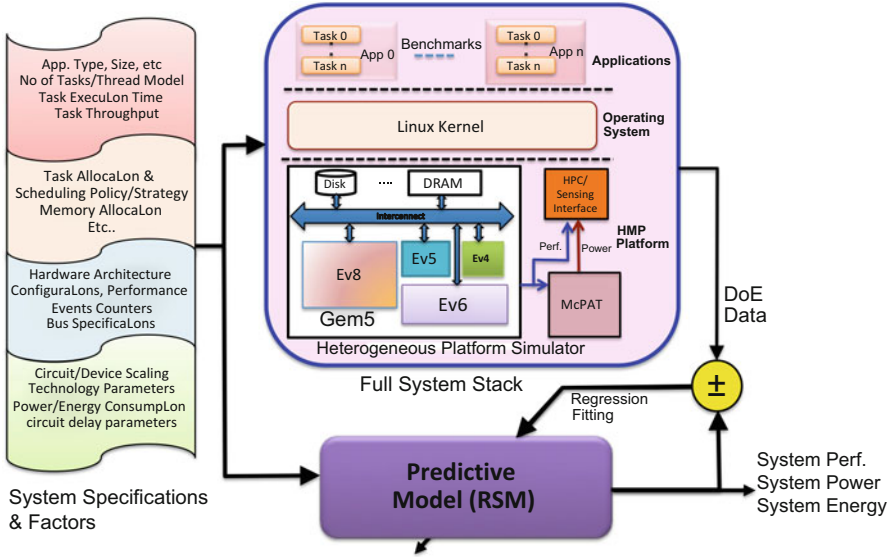 App. Type, Size, etc
No of Tasks/Thread Model
Task ExecuLon Time
Task Throughput
Task AllocaLon &
Scheduling Policy/Strategy
Memory AllocaLon
Etc..
Hardware Architecture
ConfiguraLons, Performance
Events Counters
Bus SpecificaLons
Circuit/Device Scaling
Technology Parameters
Power/Energy ConsumpLon
circuit delay parameters
System Specifications
& Factors
Task 0
Task n
App 0
Benchmarks
Task 0
Task n
App n
Applications
Linux Kernel
Operating
System
Disk
....
DRAM
Interconnect
Ev8
Ev5
Ev4
Ev6
Gem5
HPC/
Sensing
Interface
Perf.
Power
HMP
Platform
McPAT
Heterogeneous Platform Simulator
Full System Stack
DoE
Data
±
Regression
Fitting
Predictive
Model (RSM)
System Perf.
System Power
System Energy